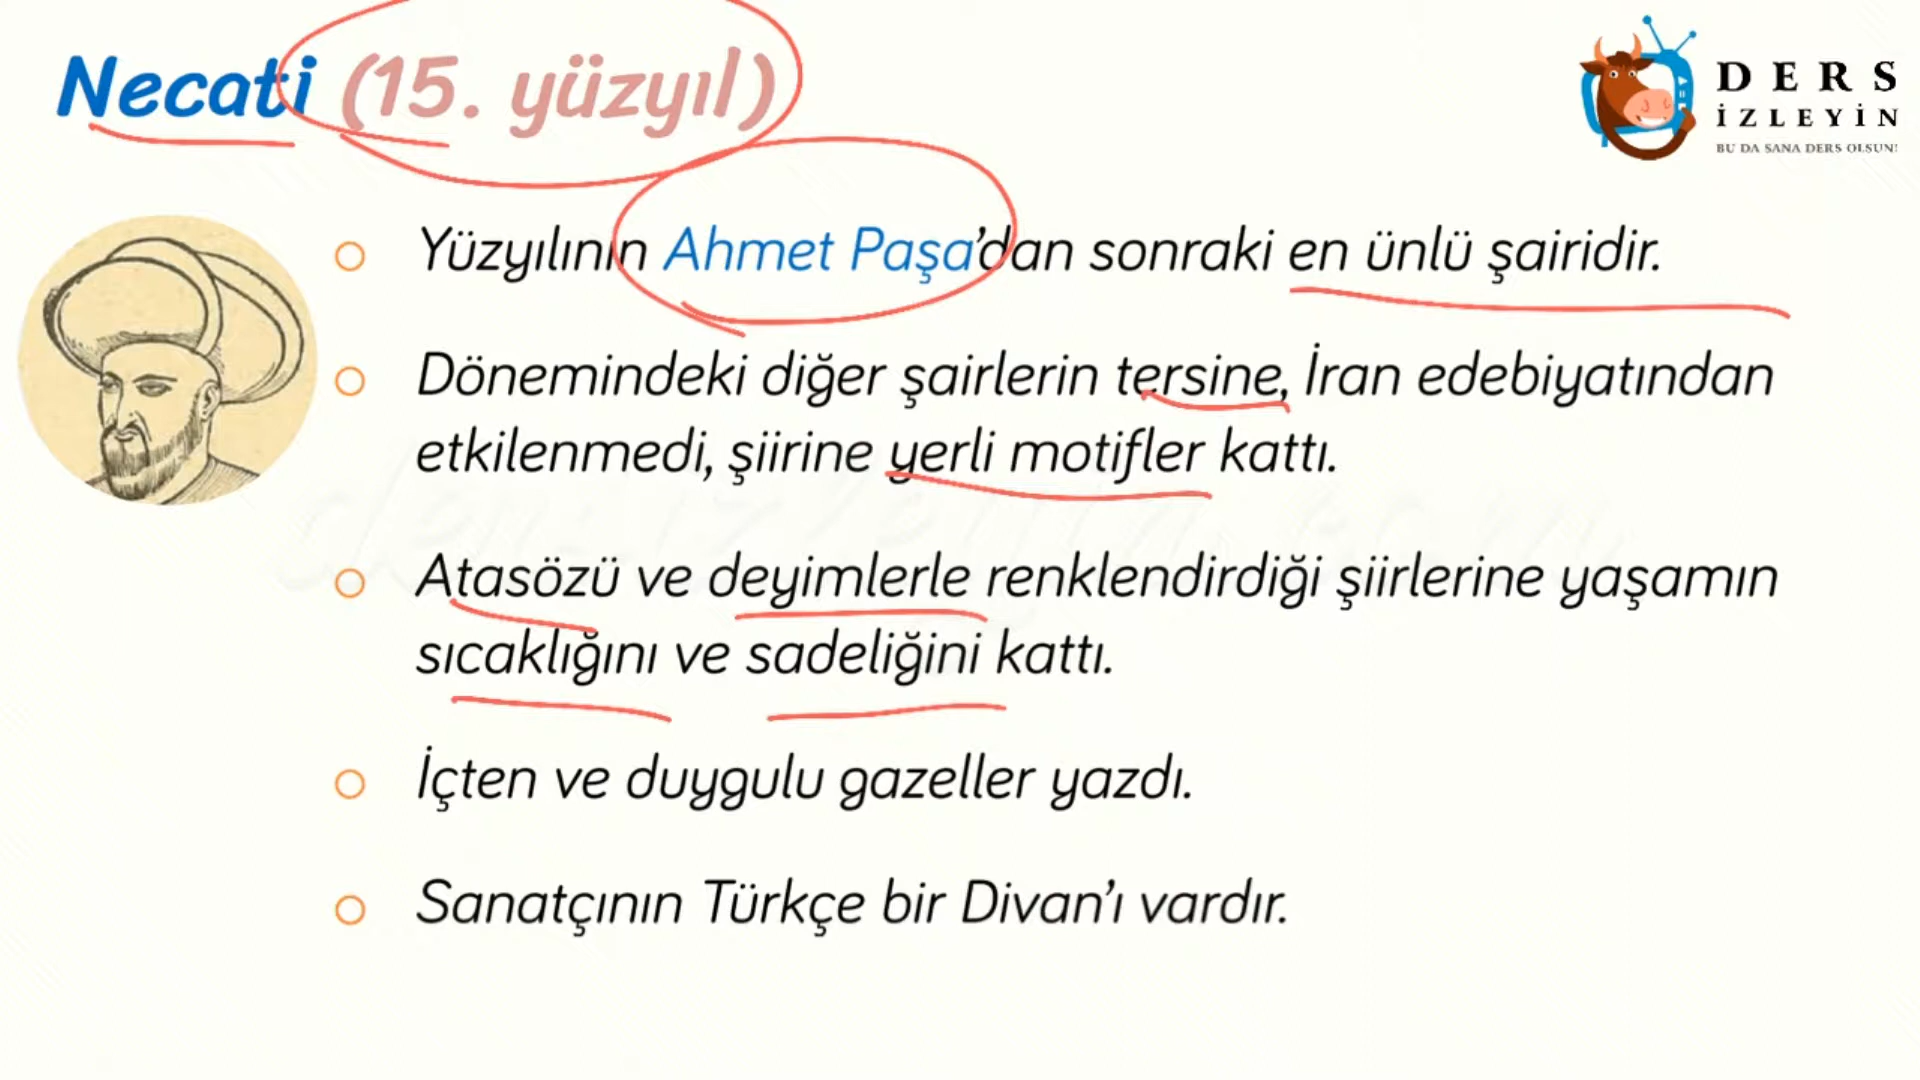 Necati (15. yüzyıl)
DERS
İZLEYİN
BU DA SANA DERS OLSUN!
Yüzyılının Ahmet Paşa'dan sonraki en ünlü şairidir.
Dönemindeki diğer şairlerin tersine, İran edebiyatından
etkilenmedi, şiirine yerli motifler kattı.
Atasözü ve deyimlerle renklendirdiği şiirlerine yaşamın
sıcaklığını ve sadeliğini kattı.
İçten ve duygulu gazeller yazdı.
Sanatçının Türkçe bir Divan'ı vardır.